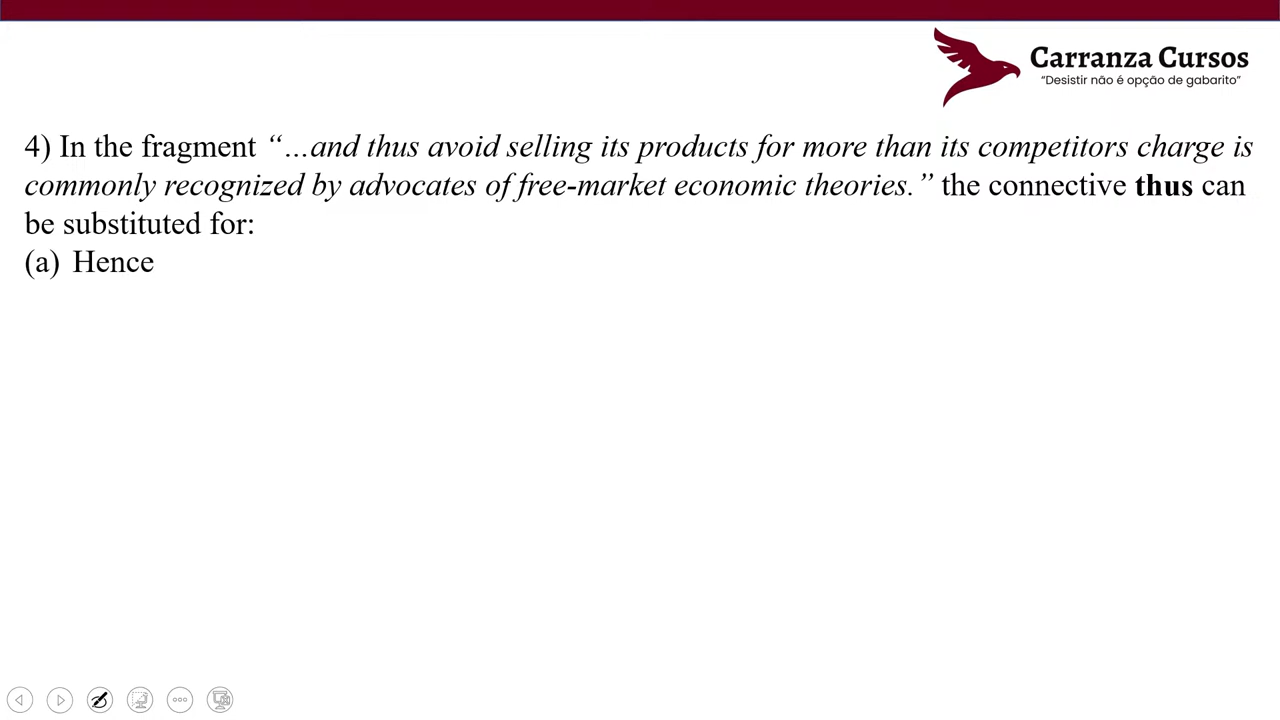 Carranza Cursos
“Desistir não é opção de gabarito”
4) In the fragment “…and thus avoid selling its products for more than its competitors charge is
commonly recognized by advocates of free-market economic theories.” the connective thus can
be substituted for:
(a) Hence